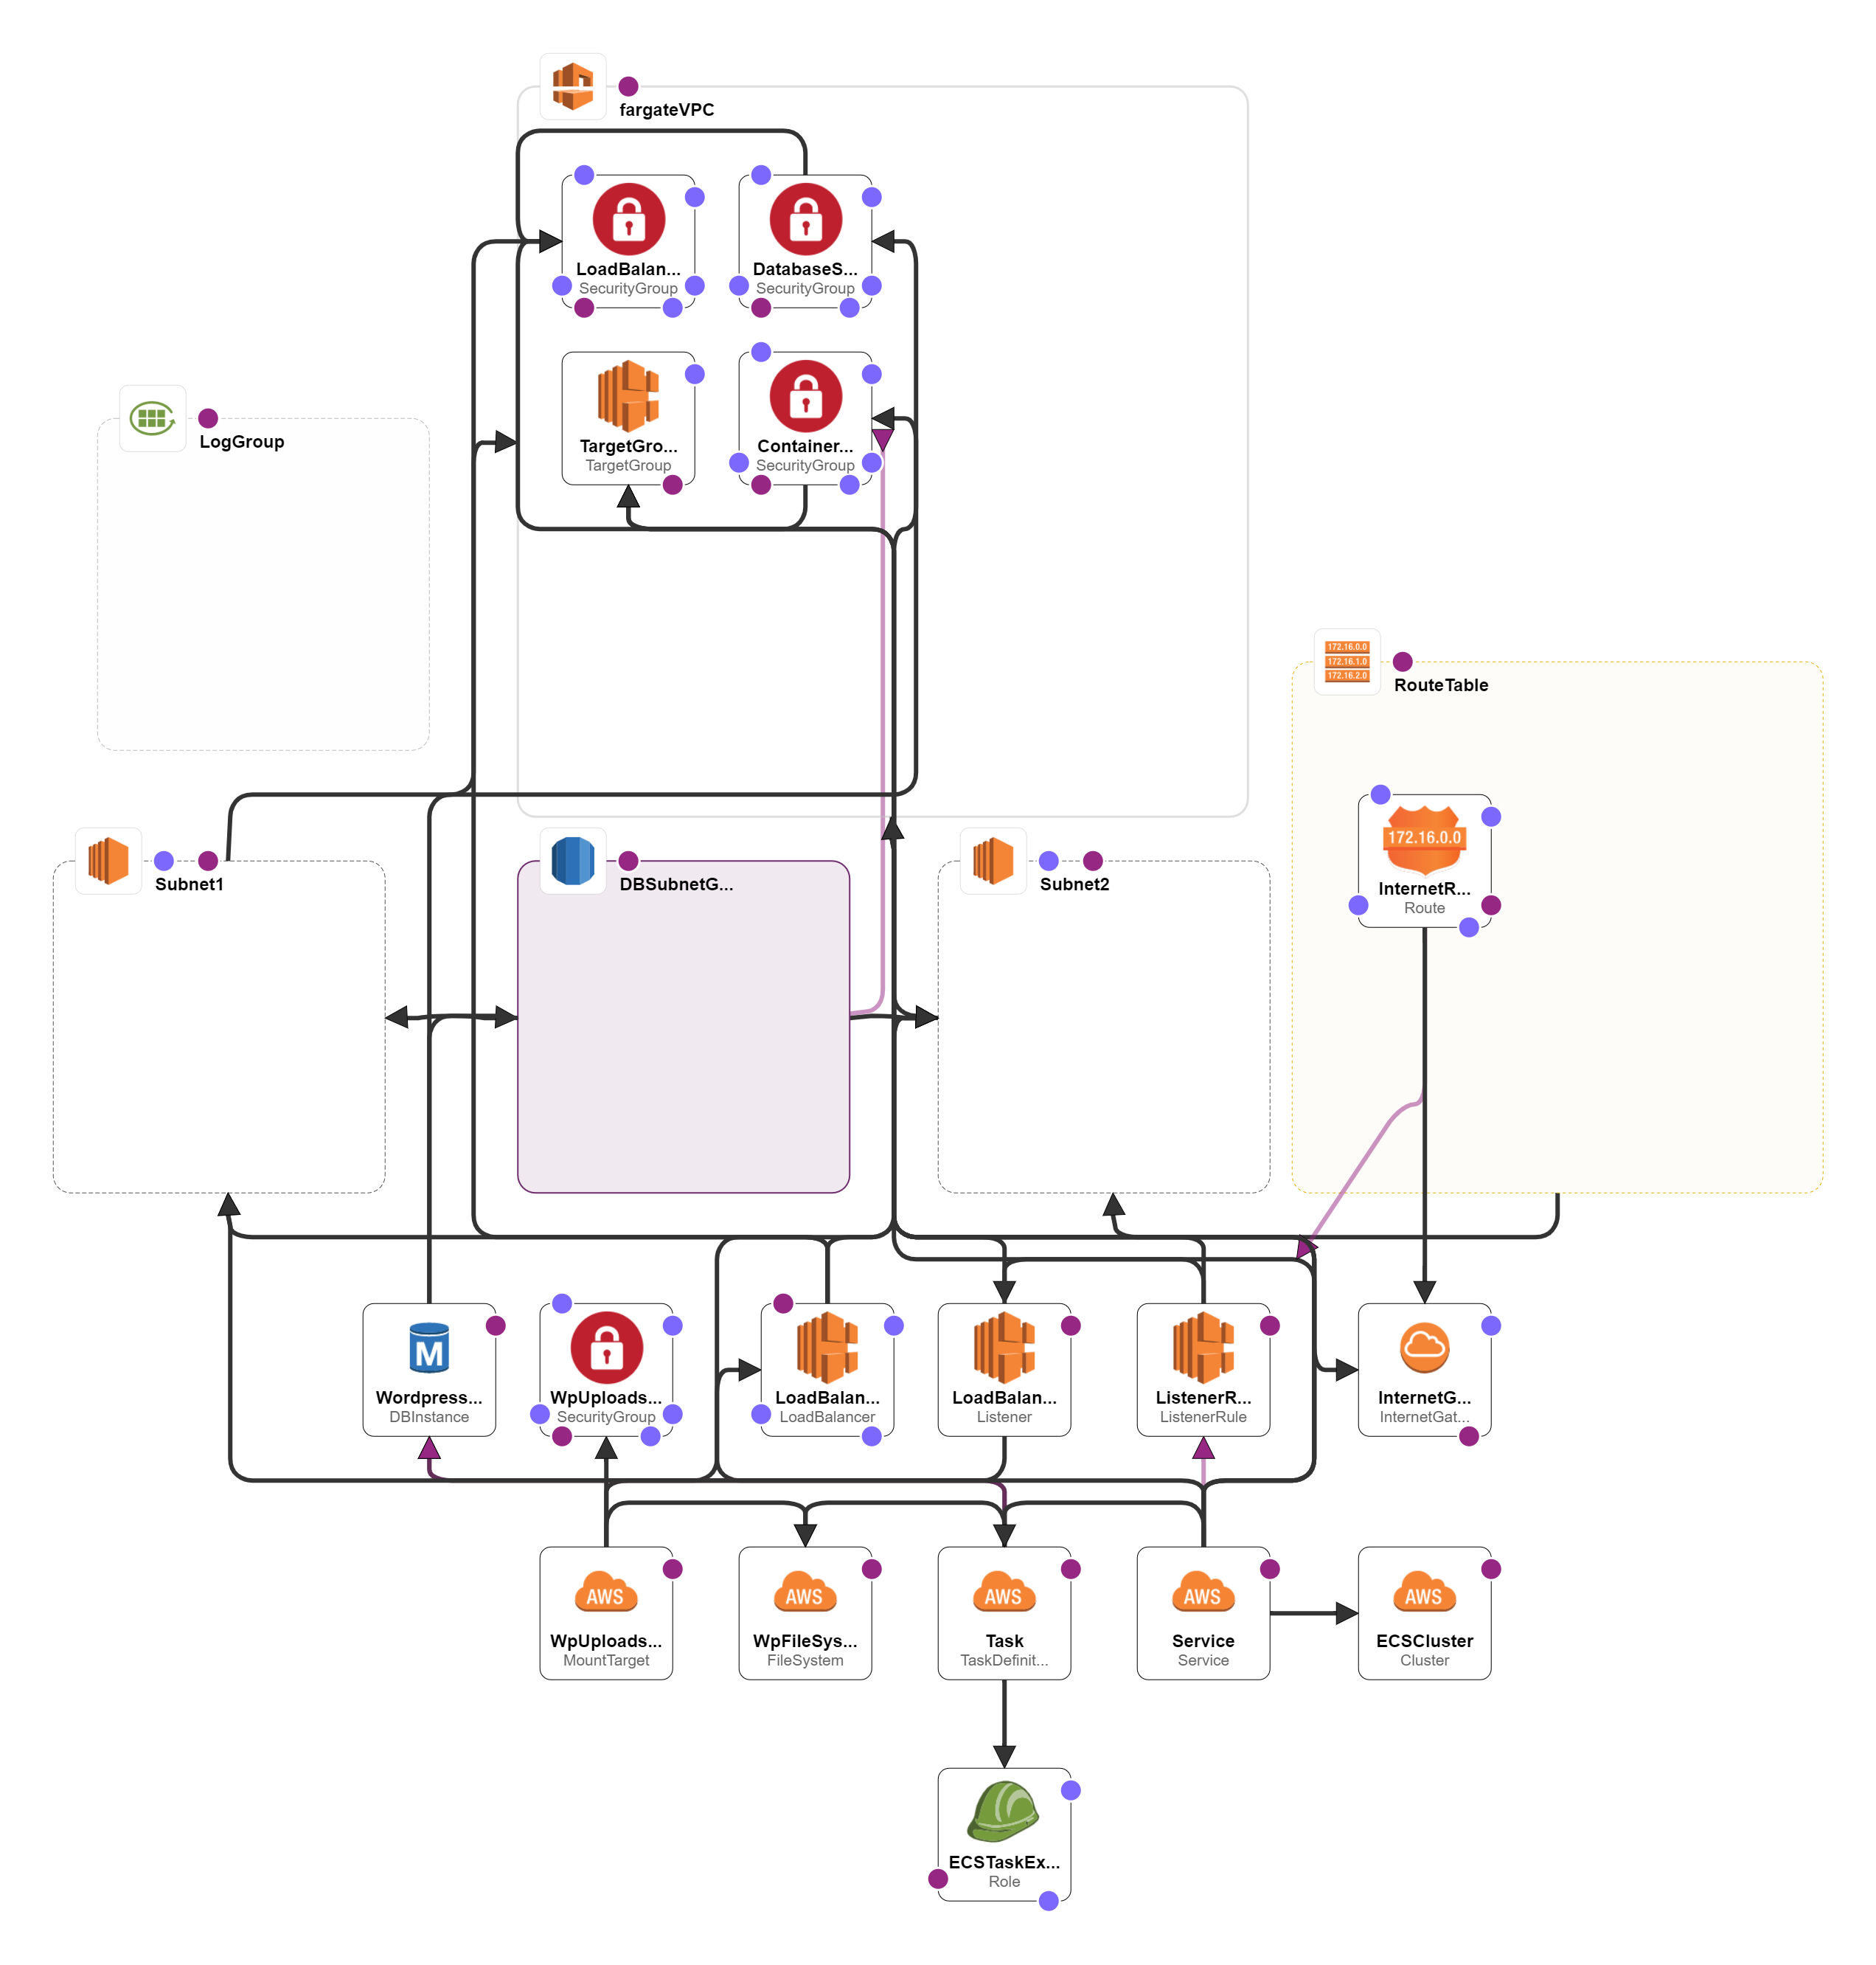 fargateVPC
LoadBalan...
SecurityGroup
DatabaseS...
SecurityGroup
TargetGro...
TargetGroup
Container...
SecurityGroup
LogGroup
172.16.0.0
172.16.1.0
172.16.2.0
RouteTable
172.16.0.0
InternetR...
Route
Subnet1
DBSubnetG...
Subnet2
M
Wordpress...
DBInstance
WpUploads...
SecurityGroup
LoadBalan...
LoadBalancer
LoadBalan...
Listener
ListenerR...
ListenerRule
InternetG...
InternetGat...
AWS
WpUploads...
MountTarget
AWS
WpFileSys...
FileSystem
AWS
Task
TaskDefinit...
AWS
Service
Service
AWS
ECSCluster
Cluster
ECSTaskEx...
Role